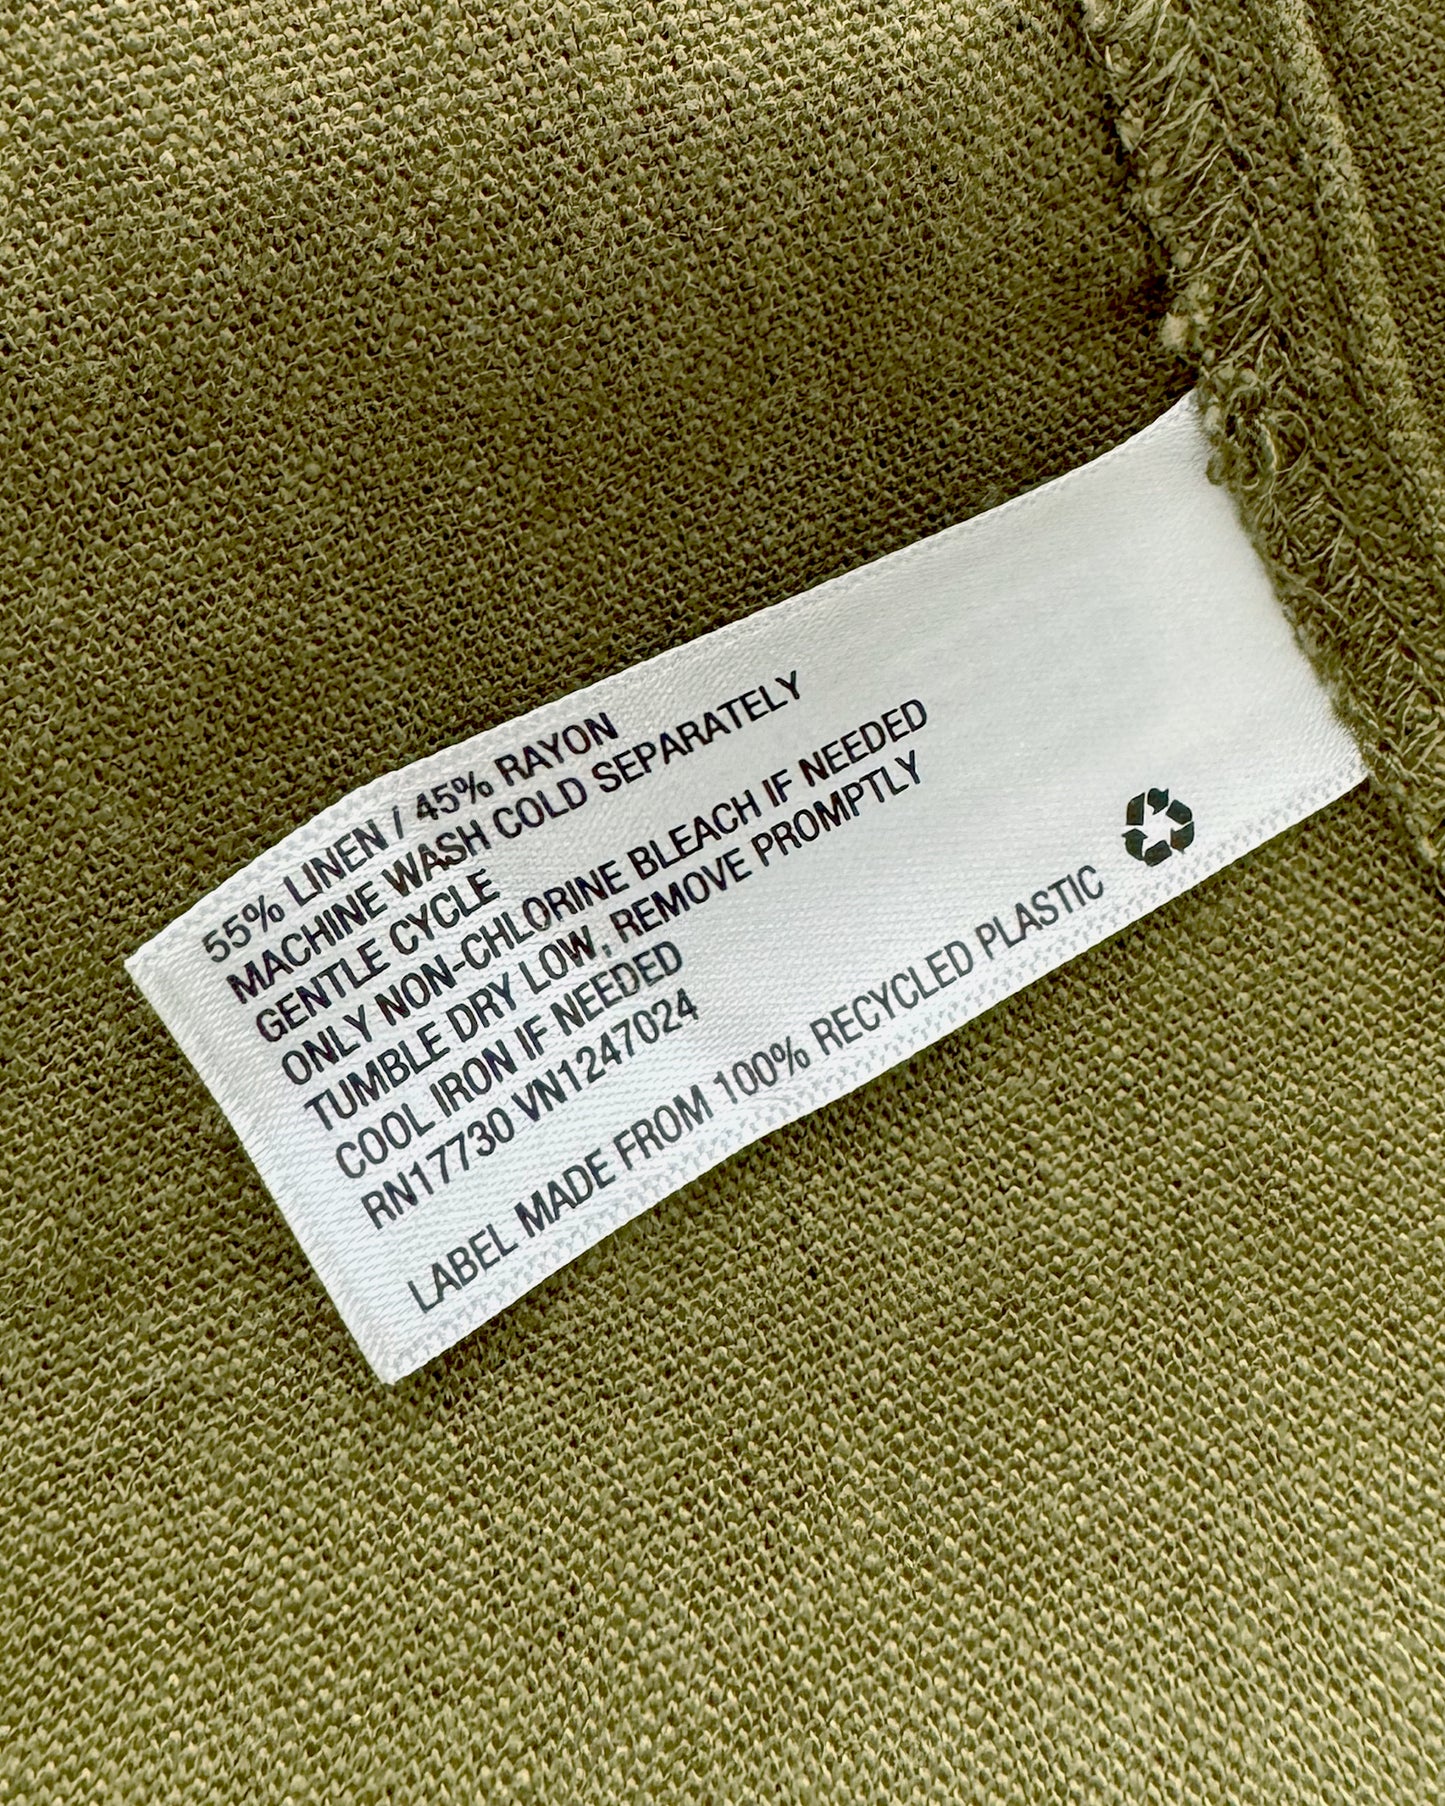 55% LINEN / 45% RAYON
MACHINE WASH COLD SEPARATELY
GENTLE CYCLE
ONLY NON-CHLORINE BLEACH IF NEEDED
TUMBLE DRY LOW, REMOVE PROMPTLY
COOL IRON IF NEEDED
RN17730 VN1247024
LABEL MADE FROM 100% RECYCLED PLASTIC